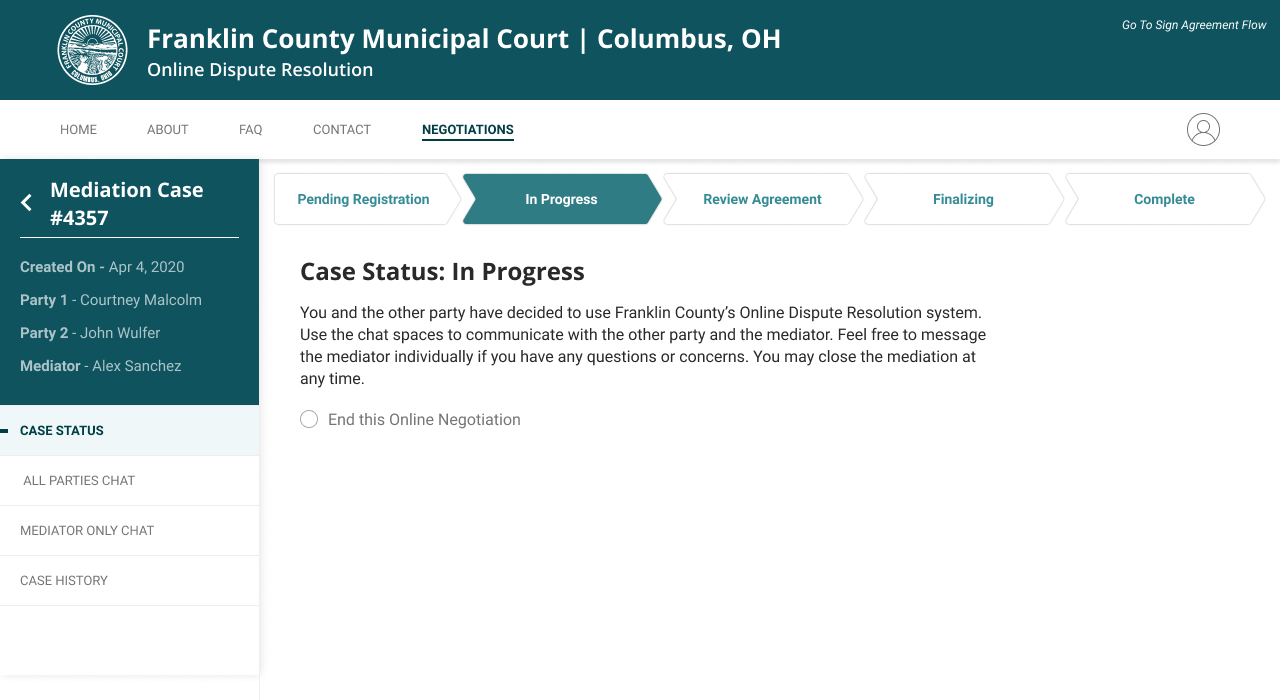 FRANKLIN COUNTY MUNICIPAL COURT
COLUMBUS, OHIO
Franklin County Municipal Court | Columbus, OH
Online Dispute Resolution
Go To Sign Agreement Flow
HOME ABOUT FAQ CONTACT NEGOTIATIONS
Mediation Case
#4357
Created On - Apr 4, 2020
Party 1 - Courtney Malcolm
Party 2 - John Wulfer
Mediator - Alex Sanchez
CASE STATUS
ALL PARTIES CHAT
MEDIATOR ONLY CHAT
CASE HISTORY
Pending Registration In Progress Review Agreement Finalizing Complete
Case Status: In Progress
You and the other party have decided to use Franklin County’s Online Dispute Resolution system.
Use the chat spaces to communicate with the other party and the mediator. Feel free to message
the mediator individually if you have any questions or concerns. You may close the mediation at
any time.
End this Online Negotiation